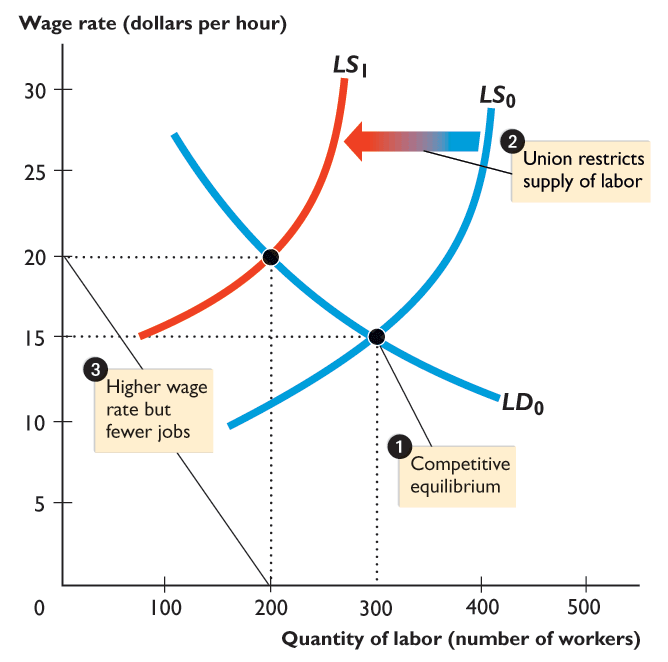 Wage rate (dollars per hour)
30
25
20
15
10
5
0
100
200
300
400
500
Quantity of labor (number of workers)
LS1
LS0
LD0
1
Competitive
equilibrium
2
Union restricts
supply of labor
3
Higher wage
rate but
fewer jobs